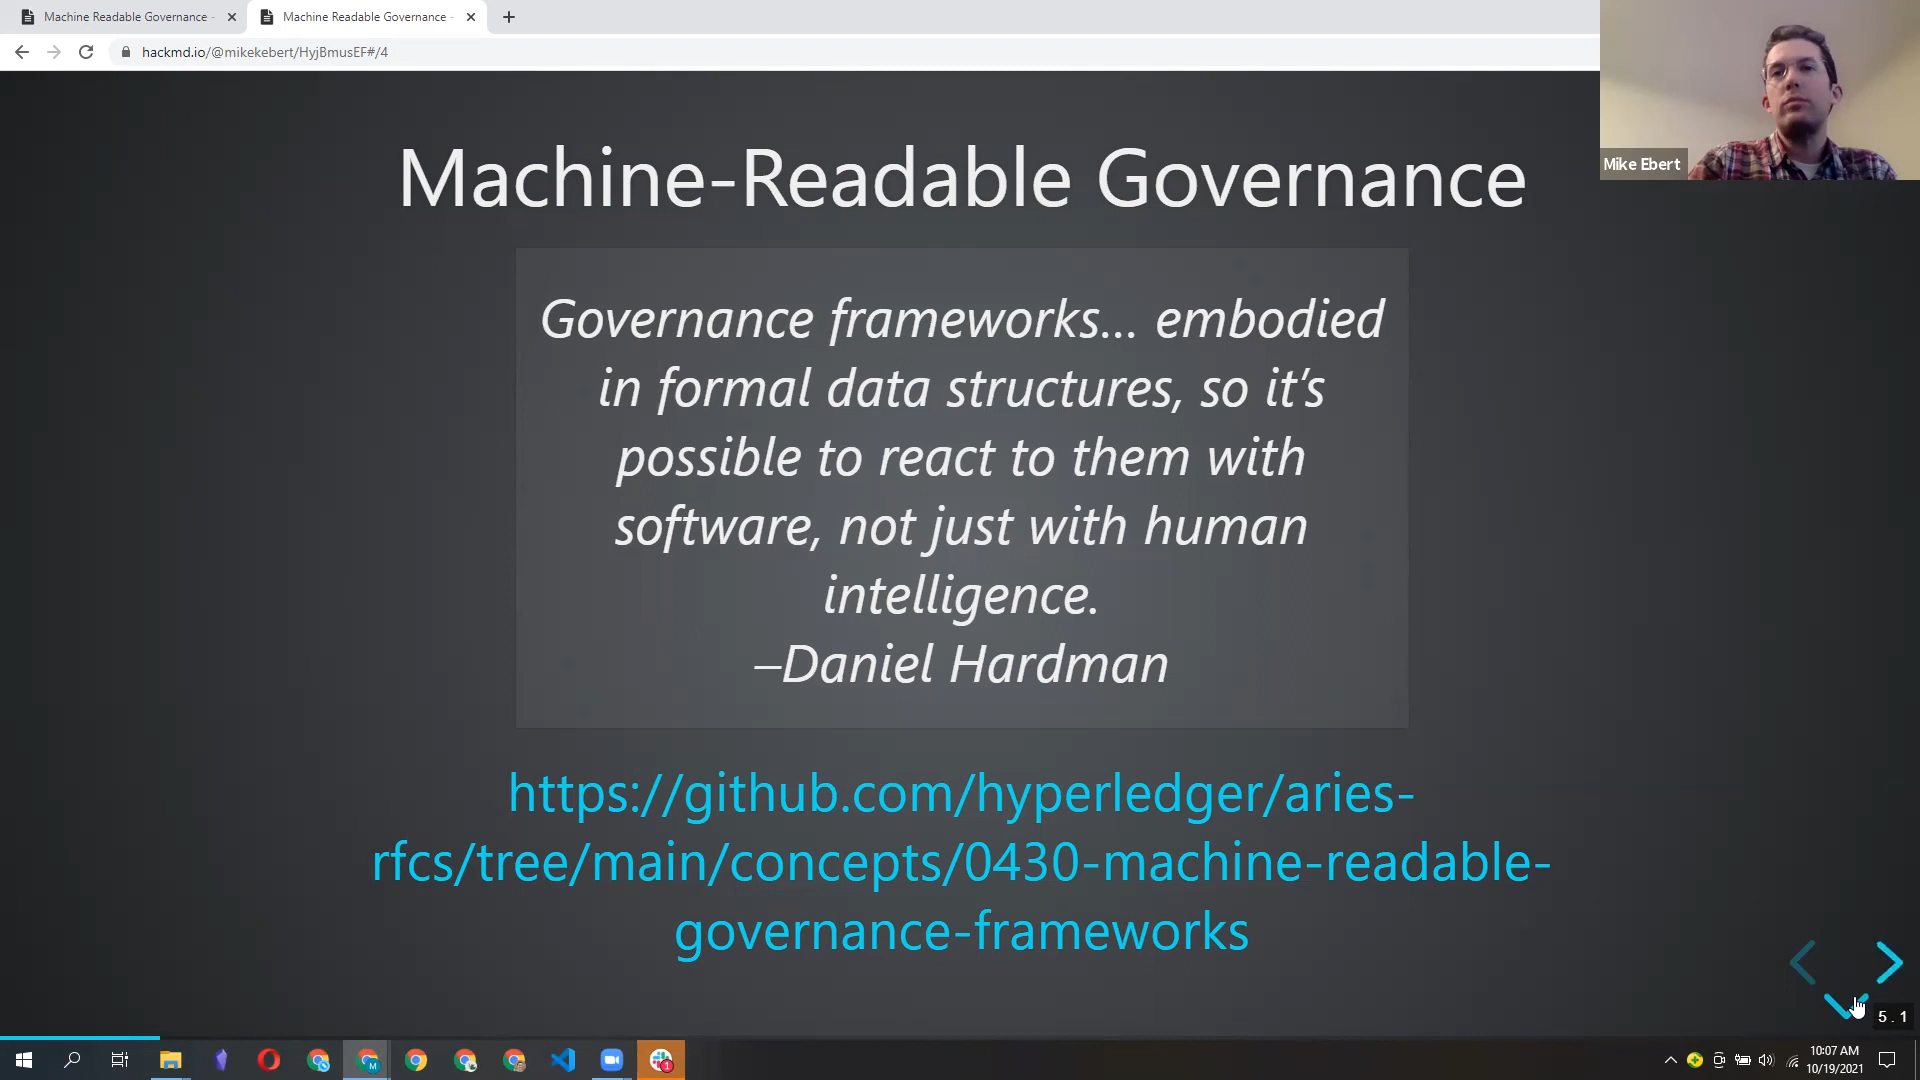 Machine Readable Governance -
Machine Readable Governance -
hackmd.io/@mikekebert/HyjBmusEF#/4
Mike Ebert
Machine-Readable Governance
Governance frameworks... embodied
in formal data structures, so it's
possible to react to them with
software, not just with human
intelligence.
–Daniel Hardman
https://github.com/hyperledger/aries-
rfcs/tree/main/concepts/0430-machine-readable-
governance-frameworks
5.1
M
1
10:07 AM
10/19/2021